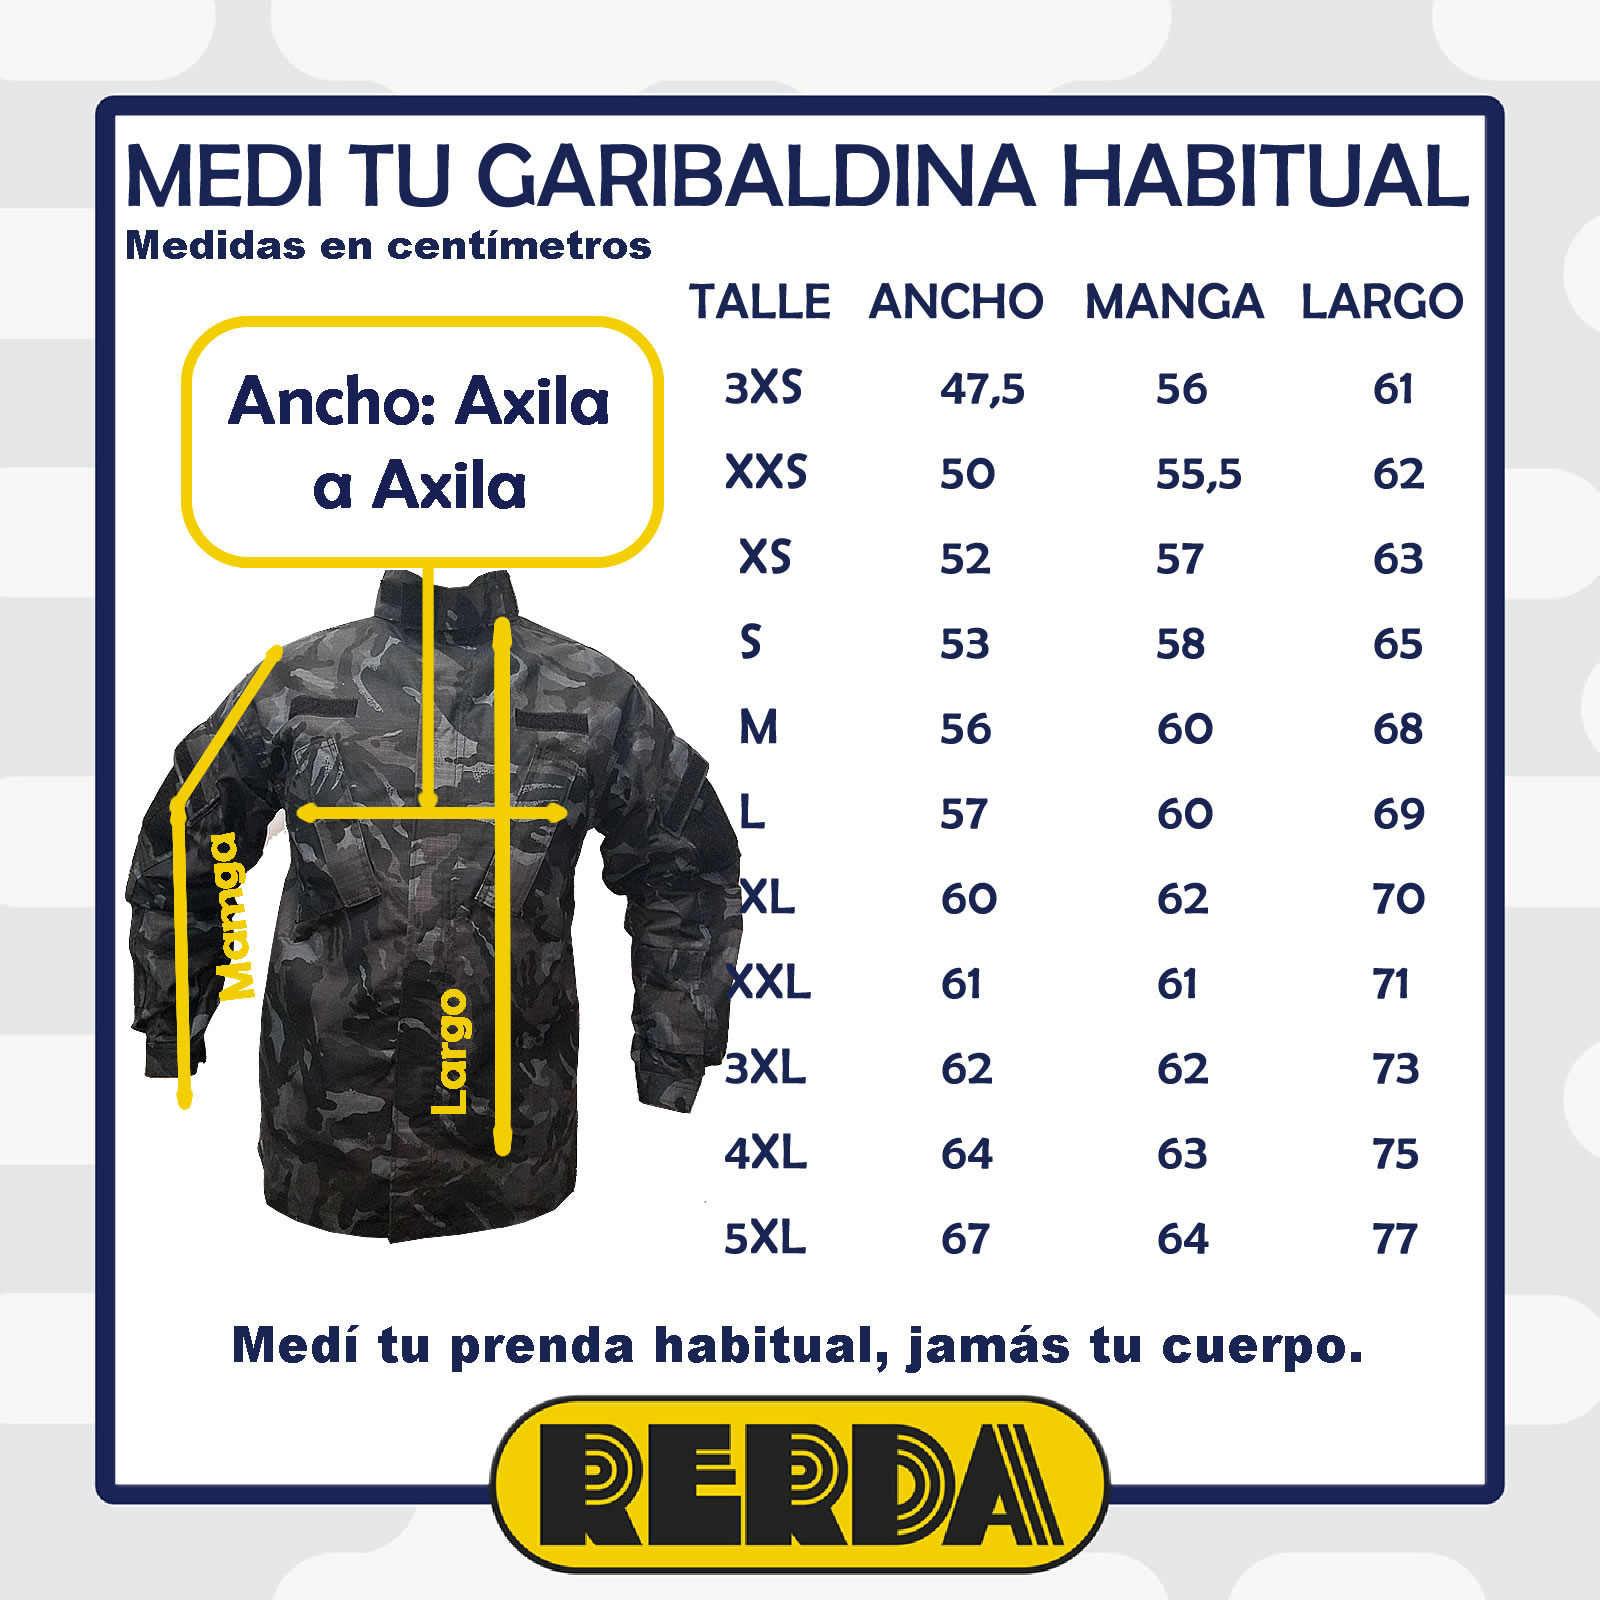 MEDI TU GARIBALDINA HABITUAL
Medidas en centímetros
TALLE ANCHO MANGA LARGO
Ancho: Axila
a Axila
3XS 47,5 56 61
XXS 50 55,5 62
XS 52 57 63
S 53 58 65
M 56 60 68
L 57 60 69
XL 60 62 70
XXL 61 61 71
3XL 62 62 73
4XL 64 63 75
5XL 67 64 77
Mamga
Largo
Medí tu prenda habitual, jamás tu cuerpo.
RERDA